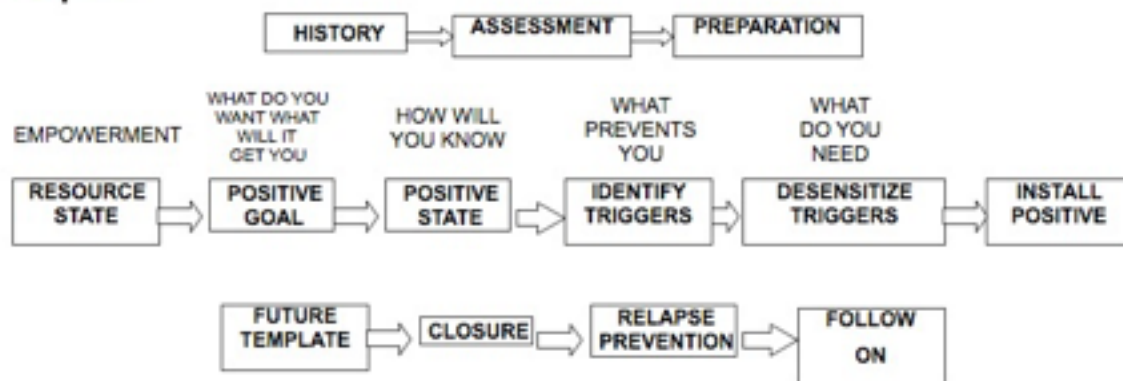 HISTORY
ASSESSMENT
PREPARATION
EMPOWERMENT
WHAT DO YOU
WANT WHAT
WILL IT
GET YOU
HOW WILL
YOU KNOW
WHAT
PREVENTS
YOU
WHAT
DO YOU
NEED
RESOURCE
STATE
POSITIVE
GOAL
POSITIVE
STATE
IDENTIFY
TRIGGERS
DESENSITIZE
TRIGGERS
INSTALL
POSITIVE
FUTURE
TEMPLATE
CLOSURE
RELAPSE
PREVENTION
FOLLOW
ON